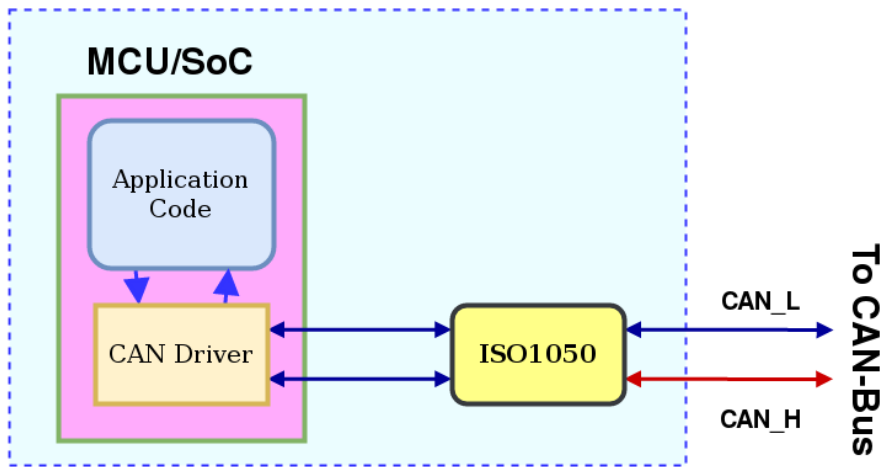 MCU/SoC
Application
Code
CAN Driver
ISO1050
CAN_L
CAN_H
To CAN-Bus